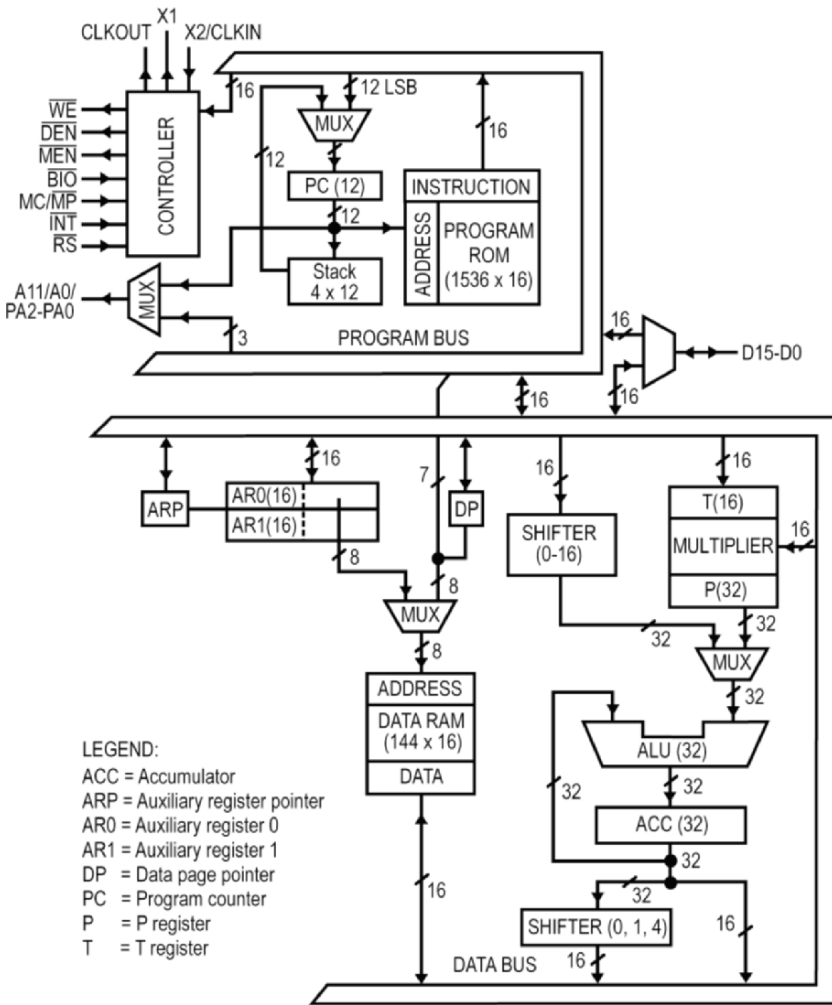 X1
CLKOUT
X2/CLKIN
WE
DEN
MEN
BIO
MC/MP
INT
RS
CONTROLLER
16
12 LSB
MUX
16
12
PC (12)
12
INSTRUCTION
ADDRESS
PROGRAM
ROM
(1536 x 16)
Stack
4 x 12
A11/A0/
PA2-PA0
MUX
3
PROGRAM BUS
16
D15-D0
16
16
16
7
16
16
ARP
AR0(16)
AR1(16)
DP
SHIFTER
(0-16)
T(16)
MULTIPLIER
P(32)
16
8
8
MUX
8
32
32
MUX
32
ADDRESS
DATA RAM
(144 x 16)
DATA
16
ALU (32)
32
32
ACC (32)
32
32
SHIFTER (0, 1, 4)
16
16
DATA BUS
LEGEND:
ACC = Accumulator
ARP = Auxiliary register pointer
AR0 = Auxiliary register 0
AR1 = Auxiliary register 1
DP = Data page pointer
PC = Program counter
P = P register
T = T register